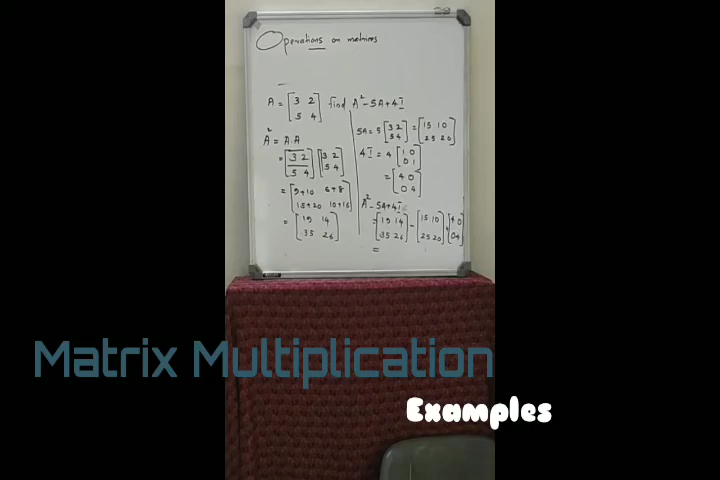 Operations on matrices
A = [3 2 find A² - 5A + 4I
5 4]
A² = A.A
= [3 2 [3 2
5 4] 5 4]
= [9+10 6+8
15+20 10+16]
= [19 14
35 26]
5A = 5 [3 2 = [15 10
5 4] 25 20]
4I = 4 [1 0
0 1]
= [4 0
0 4]
A² - 5A + 4I
= [19 14 - [15 10 + [4 0
35 26] 25 20] 0 4]
=
Matrix Multiplication
Examples